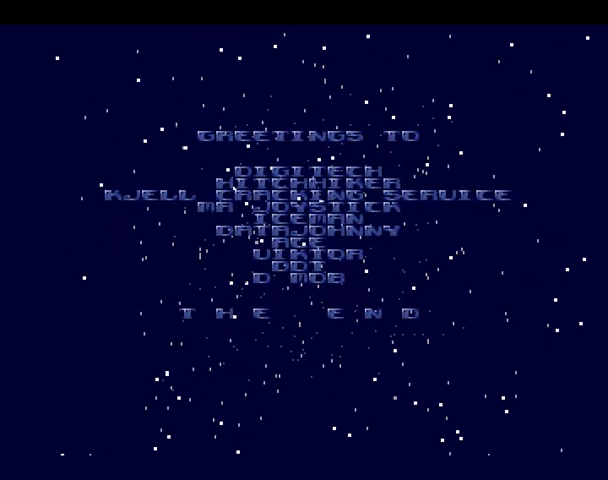 GREETINGS TO
DIGITECH
HITCHHIKER
KJELL CRACKING SERVICE
MR JOYSTICK
ICEMAN
DATAJOHNNY
ACE
VIKTOR
DDT
D MOB
THE END